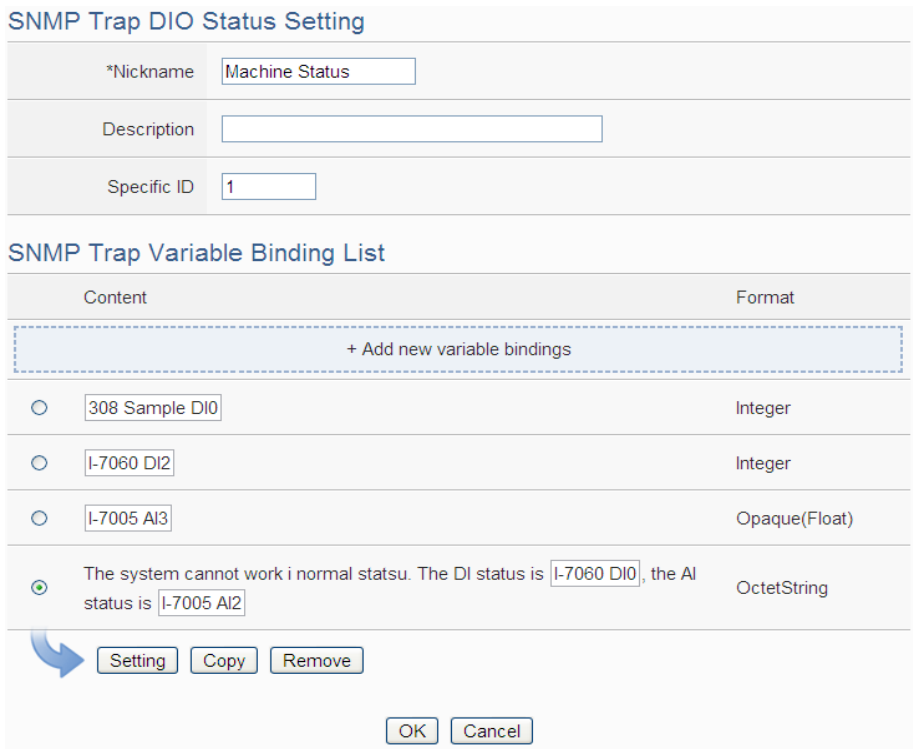 SNMP Trap DIO Status Setting
*Nickname Machine Status
Description
Specific ID 1
SNMP Trap Variable Binding List
Content Format
+ Add new variable bindings
308 Sample DI0 Integer
I-7060 DI2 Integer
I-7005 AI3 Opaque(Float)
The system cannot work i normal statsu. The DI status is I-7060 DI0, the AI
status is I-7005 AI2 OctetString
Setting Copy Remove
OK Cancel